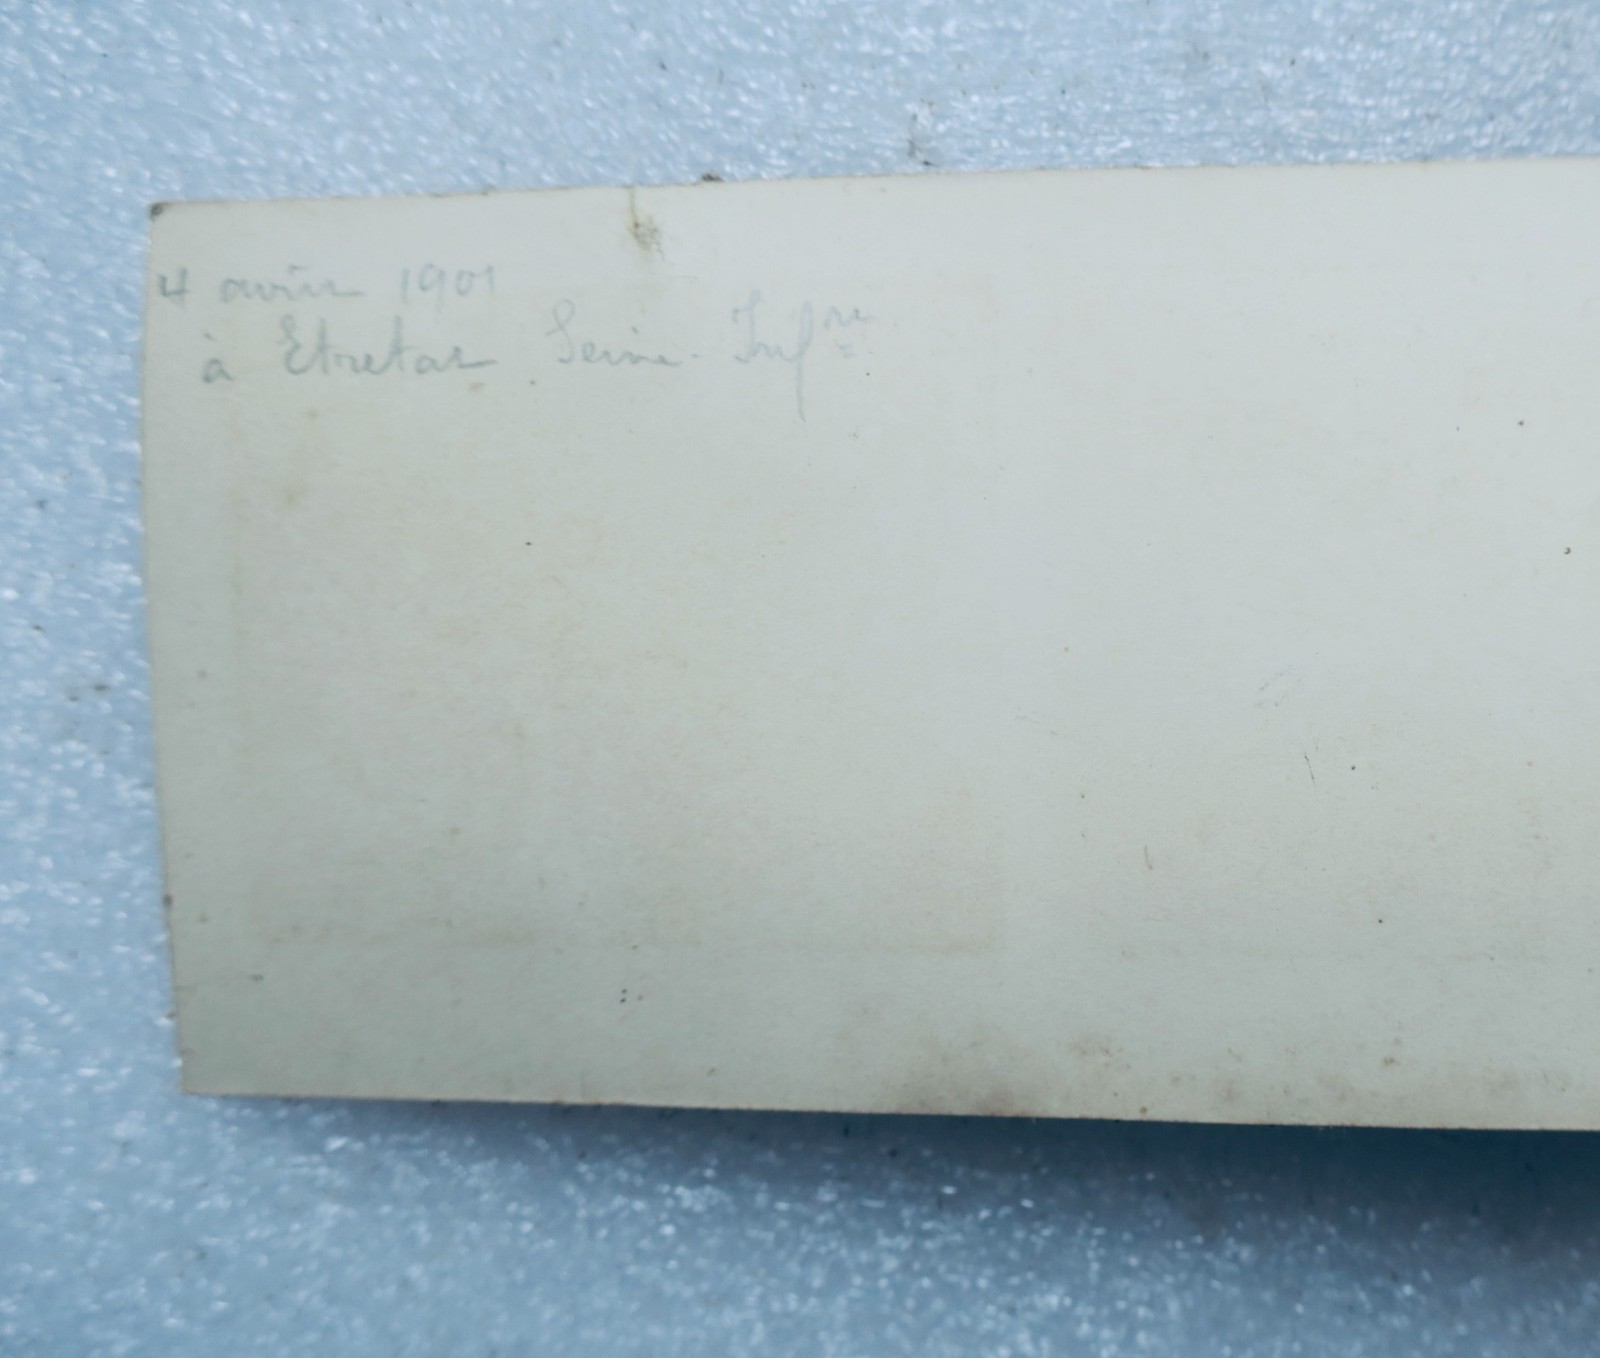 4 avril 1901
à Etretat Seine-Infre